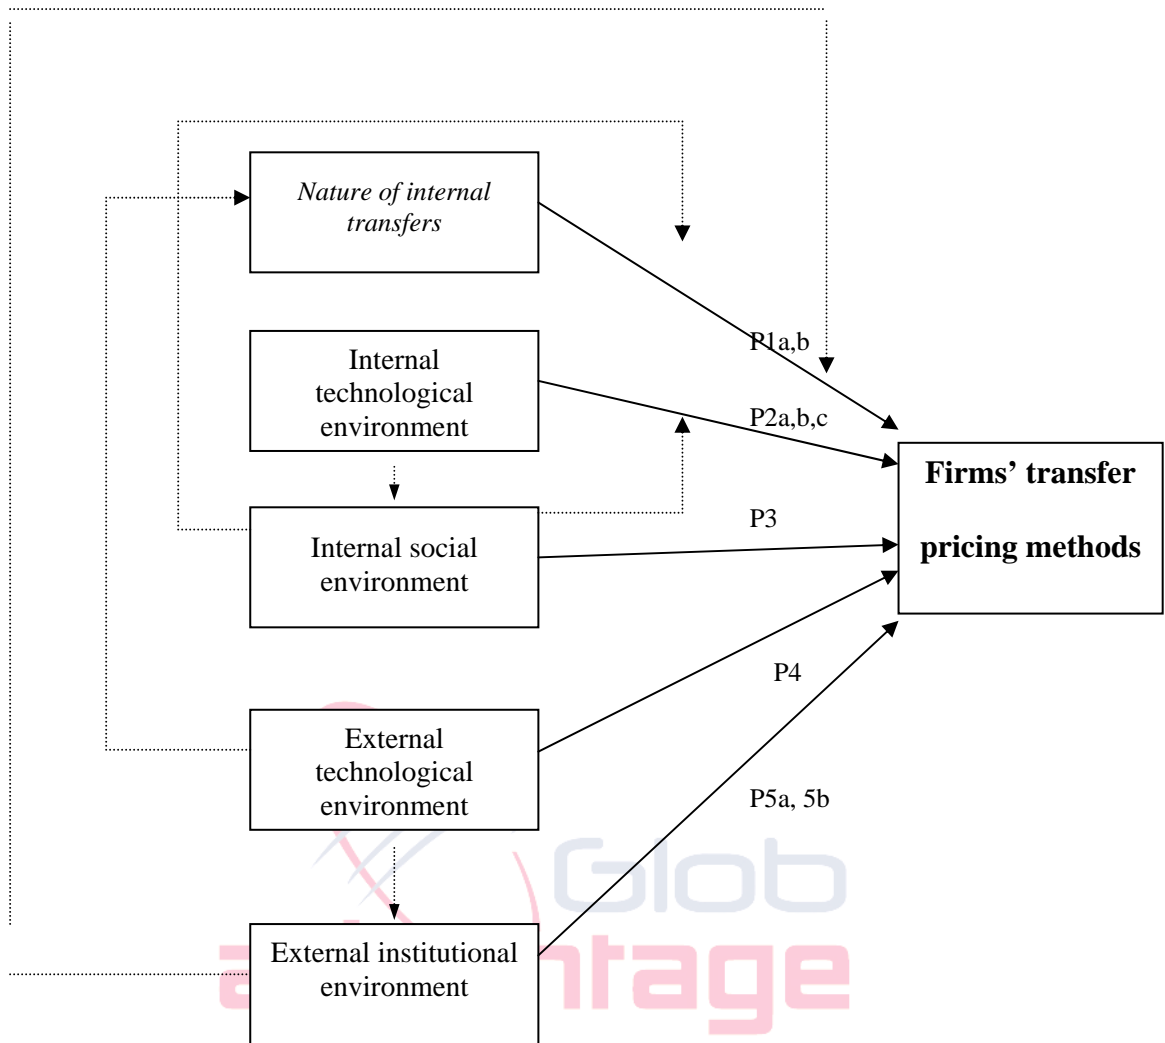 Nature of internal
transfers
P1a,b
Internal
technological
environment
P2a,b,c
Firms’ transfer
pricing methods
P3
Internal social
environment
P4
External
technological
environment
P5a, 5b
Glob
External institutional
environment